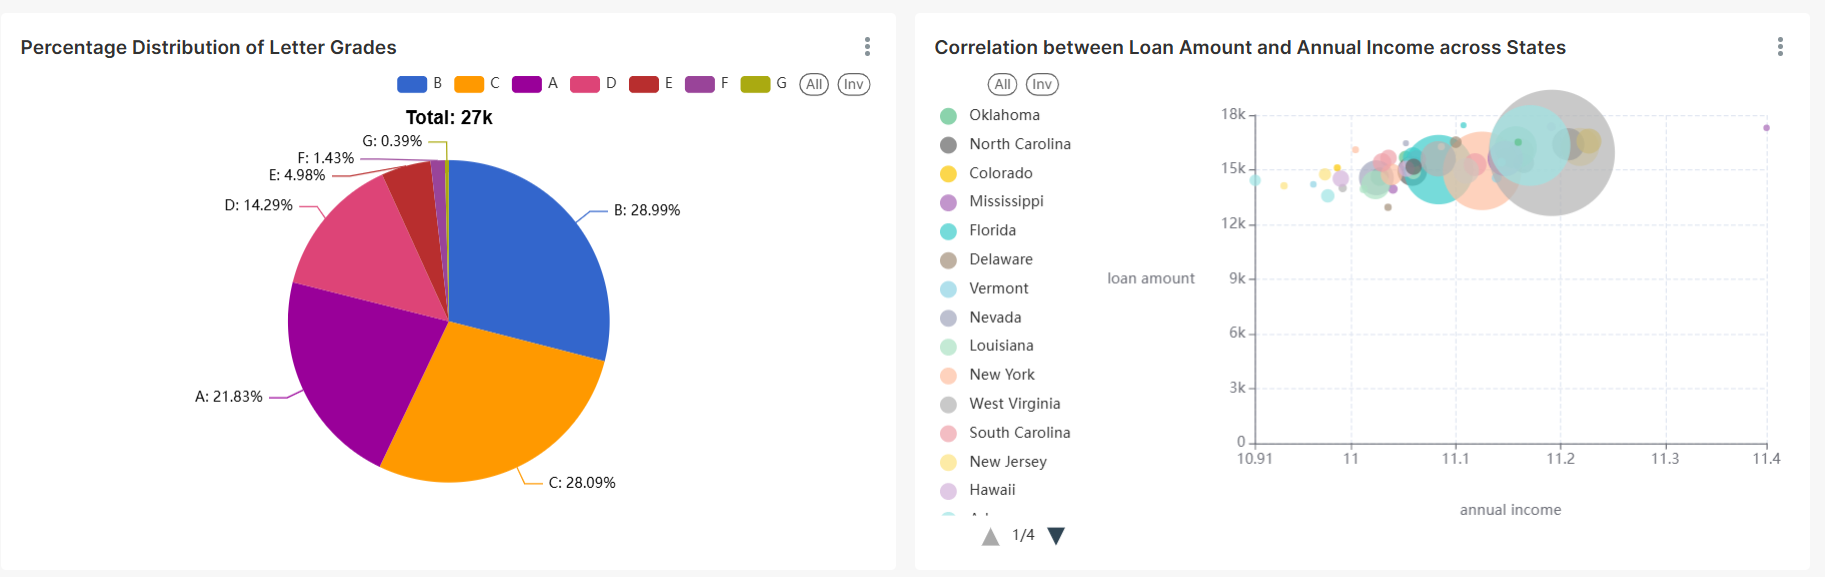 Percentage Distribution of Letter Grades
B C A D E F G All Inv
Total: 27k
G: 0.39%
F: 1.43%
E: 4.98%
D: 14.29%
B: 28.99%
A: 21.83%
C: 28.09%
Correlation between Loan Amount and Annual Income across States
All Inv
Oklahoma
North Carolina
Colorado
Mississippi
Florida
Delaware
Vermont
Nevada
Louisiana
New York
West Virginia
South Carolina
New Jersey
Hawaii
1/4
loan amount
18k
15k
12k
9k
6k
3k
0
10.91 11 11.1 11.2 11.3 11.4
annual income